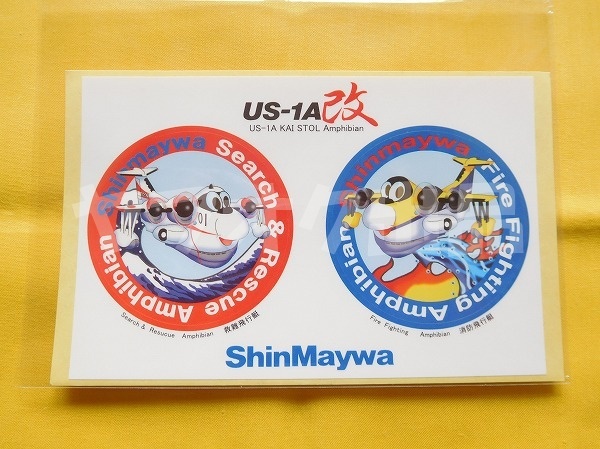 US-1A改
US-1A KAI STOL Amphibian
Shinmaywa Search & Rescue Amphibian
01
Search & Resucue Amphibian 救難飛行艇
Shinmaywa Fire Fighting Amphibian
Fire Fighting Amphibian 消防飛行艇
ShinMaywa